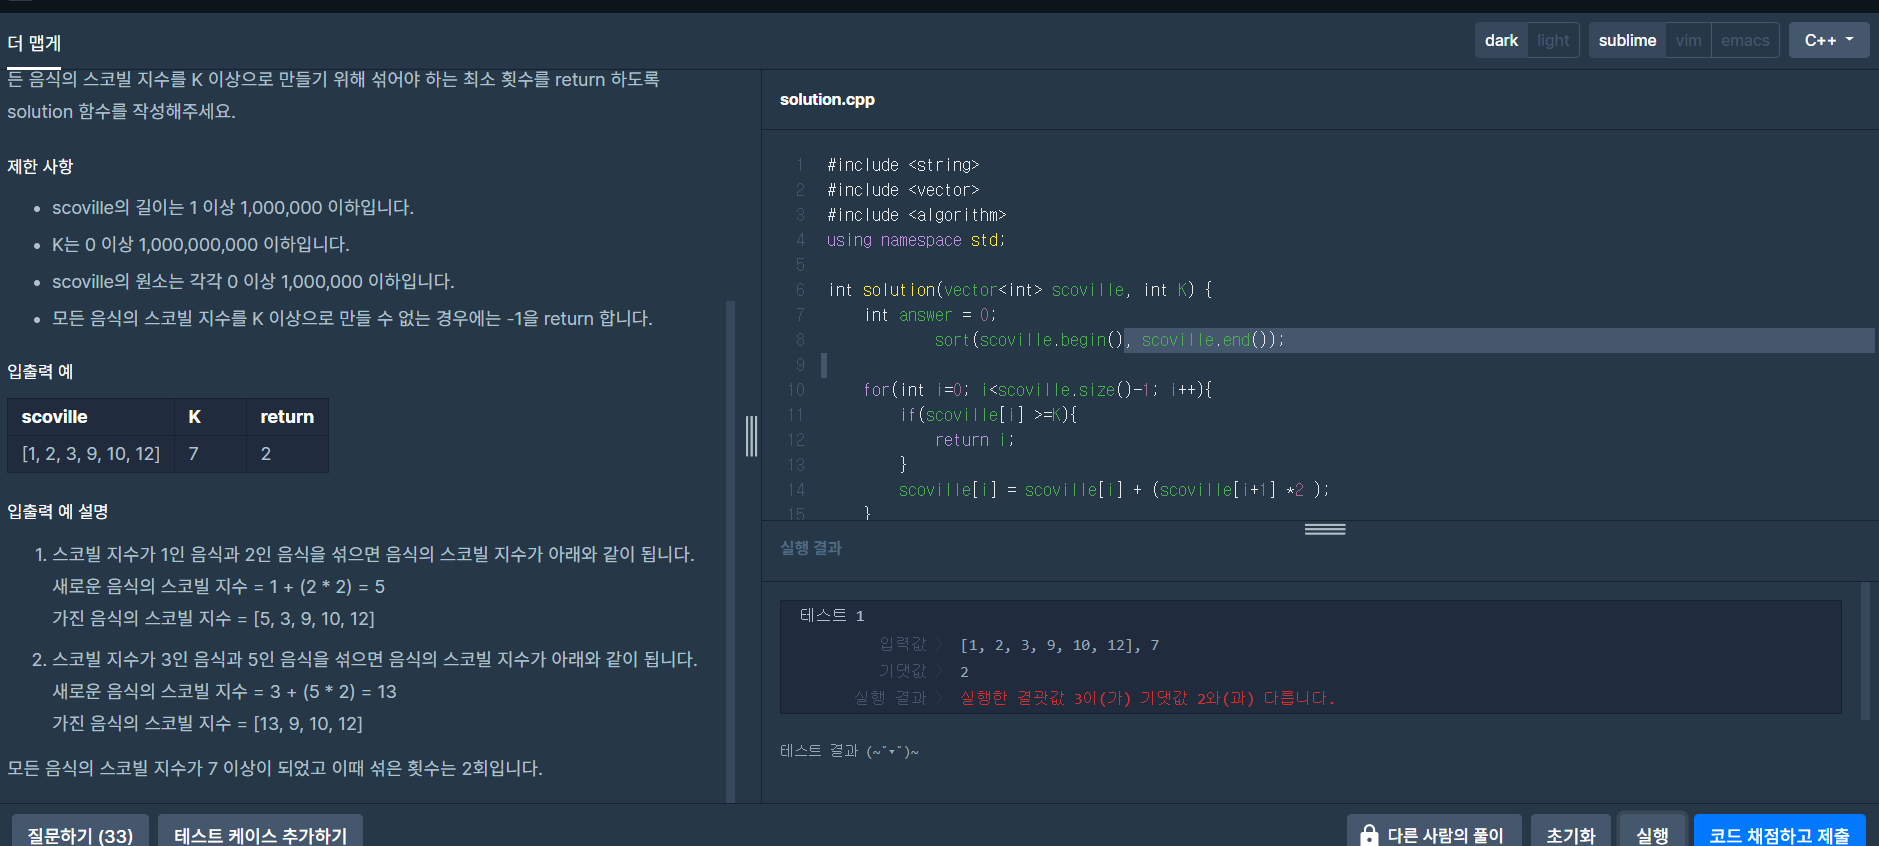 더 맵게
dark light
sublime vim emacs
C++
든 음식의 스코빌 지수를 K 이상으로 만들기 위해 섞어야 하는 최소 횟수를 return 하도록
solution 함수를 작성해주세요.
제한 사항
• scoville의 길이는 1 이상 1,000,000 이하입니다.
• K는 0 이상 1,000,000,000 이하입니다.
• scoville의 원소는 각각 0 이상 1,000,000 이하입니다.
• 모든 음식의 스코빌 지수를 K 이상으로 만들 수 없는 경우에는 -1을 return 합니다.
입출력 예
scoville K return
[1, 2, 3, 9, 10, 12] 7 2
입출력 예 설명
1. 스코빌 지수가 1인 음식과 2인 음식을 섞으면 음식의 스코빌 지수가 아래와 같이 됩니다.
새로운 음식의 스코빌 지수 = 1 + (2 * 2) = 5
가진 음식의 스코빌 지수 = [5, 3, 9, 10, 12]
2. 스코빌 지수가 3인 음식과 5인 음식을 섞으면 음식의 스코빌 지수가 아래와 같이 됩니다.
새로운 음식의 스코빌 지수 = 3 + (5 * 2) = 13
가진 음식의 스코빌 지수 = [13, 9, 10, 12]
모든 음식의 스코빌 지수가 7 이상이 되었고 이때 섞은 횟수는 2회입니다.
solution.cpp
1 #include <string>
2 #include <vector>
3 #include <algorithm>
4 using namespace std;
5
6 int solution(vector<int> scoville, int K) {
7 int answer = 0;
8 sort(scoville.begin(), scoville.end());
9
10 for(int i=0; i<scoville.size()-1; i++){
11 if(scoville[i] >=K){
12 return i;
13 }
14 scoville[i] = scoville[i] + (scoville[i+1] *2 );
15 }
실행 결과
테스트 1
입력값 〉 [1, 2, 3, 9, 10, 12], 7
기댓값 〉 2
실행 결과 〉 실행한 결괏값 3이(가) 기댓값 2와(과) 다릅니다.
테스트 결과 (~˘▾˘)~
질문하기 (33)
테스트 케이스 추가하기
다른 사람의 풀이
초기화
실행
코드 채점하고 제출